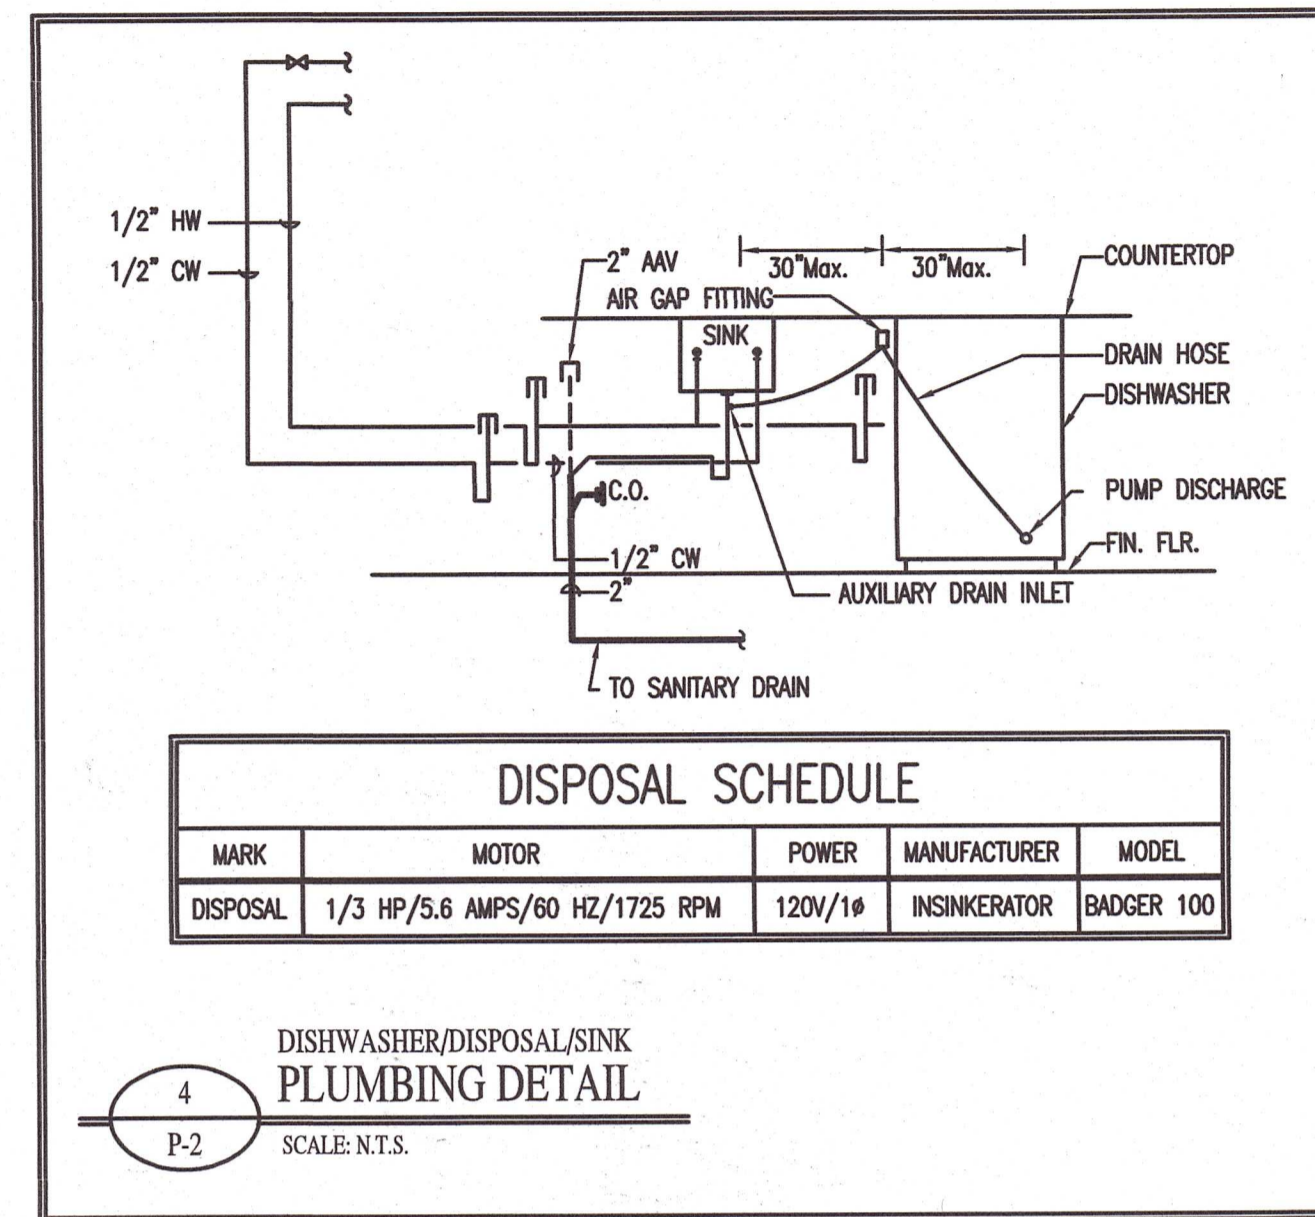 1/2" HW
1/2" CW
2" AAV
AIR GAP FITTING
SINK
30"Max.
30"Max.
COUNTERTOP
DRAIN HOSE
DISHWASHER
PUMP DISCHARGE
FIN. FLR.
C.O.
1/2" CW
2"
AUXILIARY DRAIN INLET
TO SANITARY DRAIN
DISPOSAL SCHEDULE
MARK MOTOR POWER MANUFACTURER MODEL
DISPOSAL 1/3 HP/5.6 AMPS/60 HZ/1725 RPM 120V/1ø INSINKERATOR BADGER 100
DISHWASHER/DISPOSAL/SINK
PLUMBING DETAIL
4
P-2
SCALE: N.T.S.